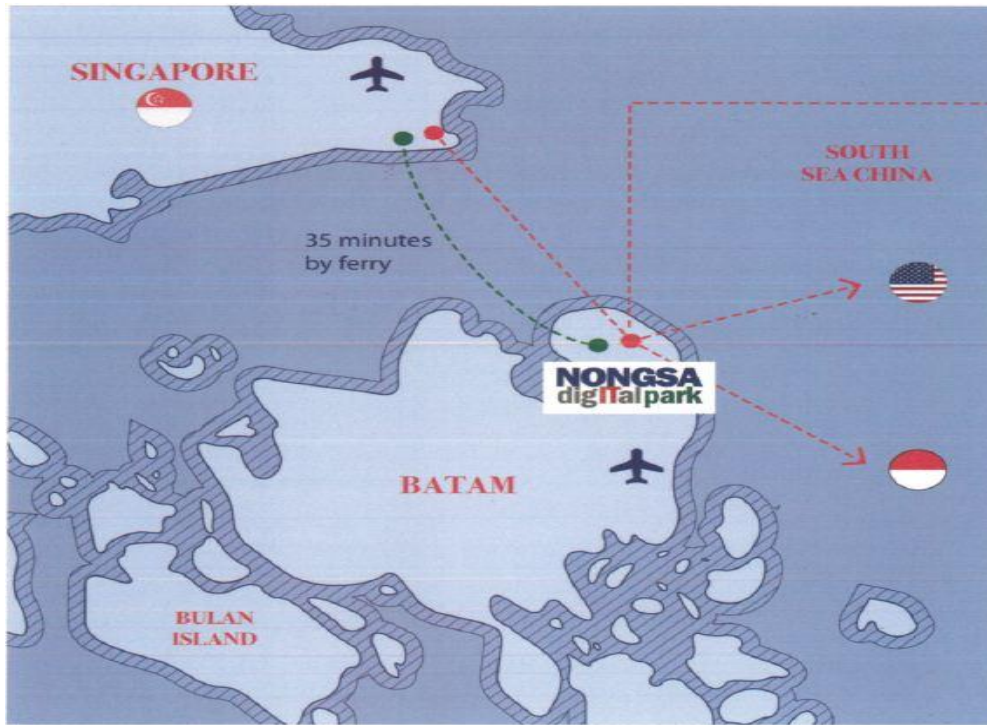 SINGAPORE
SOUTH
SEA CHINA
35 minutes
by ferry
NONGSA
digITalpark
BATAM
BULAN
ISLAND